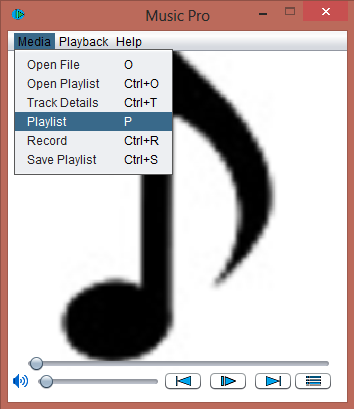 Music Pro
Media Playback Help
Open File O
Open Playlist Ctrl+O
Track Details Ctrl+T
Playlist P
Record Ctrl+R
Save Playlist Ctrl+S